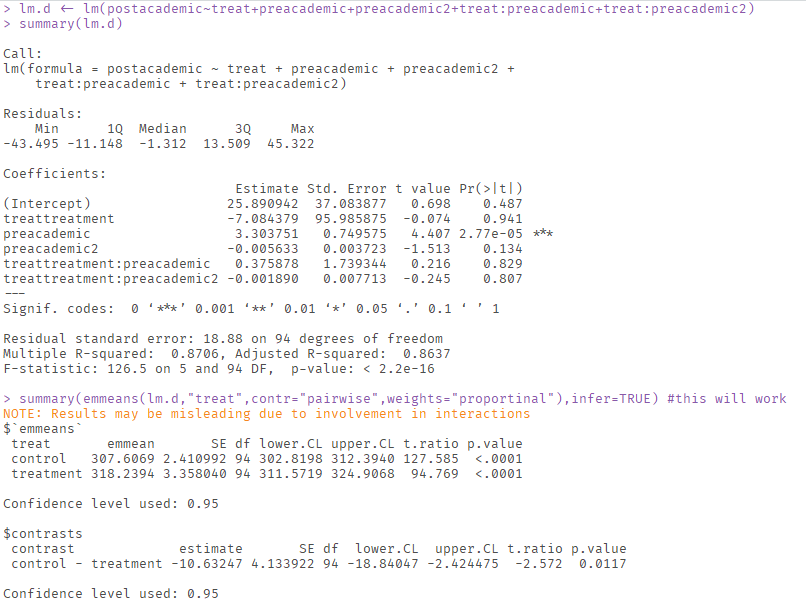 > lm.d <- lm(postacademic~treat+preacademic+preacademic2+treat:preacademic+treat:preacademic2)
> summary(lm.d)

Call:
lm(formula = postacademic ~ treat + preacademic + preacademic2 +
    treat:preacademic + treat:preacademic2)

Residuals:
    Min      1Q  Median      3Q     Max
-43.495 -11.148  -1.312  13.509  45.322

Coefficients:
                              Estimate Std. Error t value Pr(>|t|)
(Intercept)                  25.890942  37.083877   0.698    0.487
treattreatment               -7.084379  95.985875  -0.074    0.941
preacademic                   3.303751   0.749575   4.407 2.77e-05 ***
preacademic2                 -0.005633   0.003723  -1.513    0.134
treattreatment:preacademic    0.375878   1.739344   0.216    0.829
treattreatment:preacademic2  -0.001890   0.007713  -0.245    0.807
---
Signif. codes:  0 ‘***’ 0.001 ‘**’ 0.01 ‘*’ 0.05 ‘.’ 0.1 ‘ ’ 1

Residual standard error: 18.88 on 94 degrees of freedom
Multiple R-squared:  0.8706, Adjusted R-squared:  0.8637
F-statistic: 126.5 on 5 and 94 DF,  p-value: < 2.2e-16

> summary(emmeans(lm.d,"treat",contr="pairwise",weights="proportinal"),infer=TRUE) #this will work
NOTE: Results may be misleading due to involvement in interactions
$`emmeans`
 treat       emmean       SE df lower.CL upper.CL t.ratio p.value
 control   307.6069 2.410992 94 302.8198 312.3940 127.585  <.0001
 treatment 318.2394 3.358040 94 311.5719 324.9068  94.769  <.0001

Confidence level used: 0.95

$contrasts
 contrast             estimate       SE df  lower.CL  upper.CL t.ratio p.value
 control - treatment -10.63247 4.133922 94 -18.84047 -2.424475  -2.572  0.0117

Confidence level used: 0.95